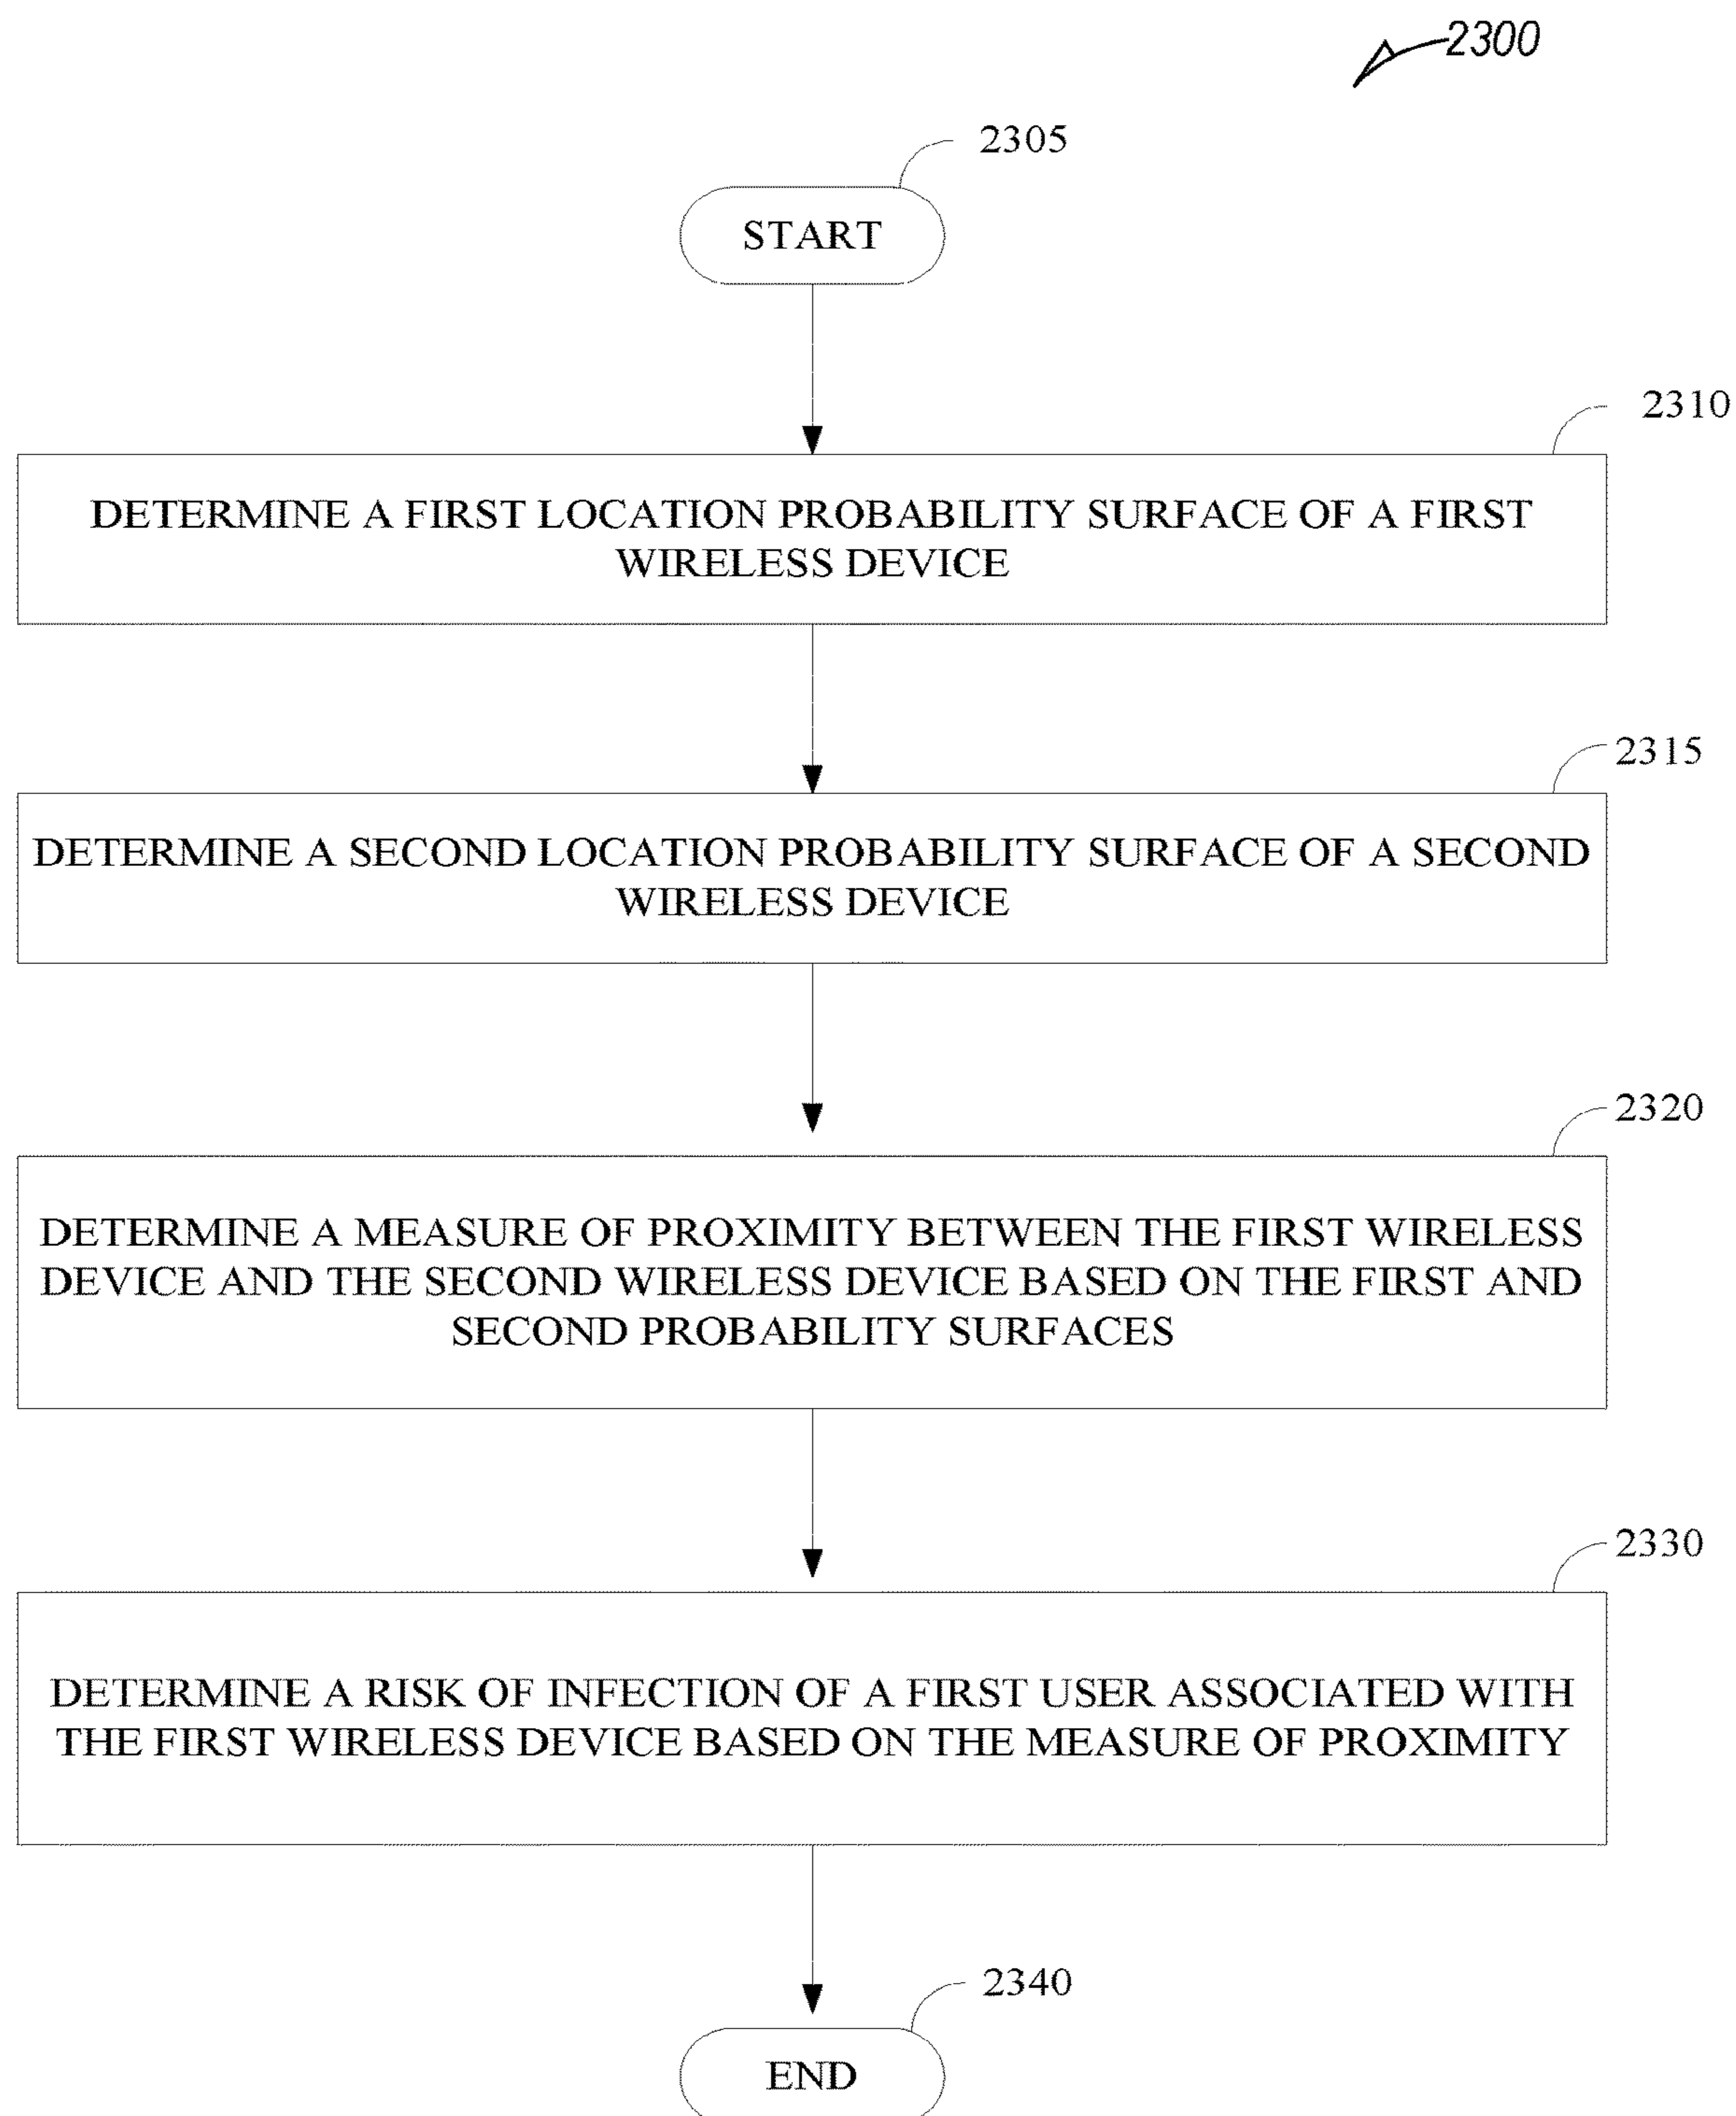 2300
2305
START
2310
DETERMINE A FIRST LOCATION PROBABILITY SURFACE OF A FIRST
WIRELESS DEVICE
2315
DETERMINE A SECOND LOCATION PROBABILITY SURFACE OF A SECOND
WIRELESS DEVICE
2320
DETERMINE A MEASURE OF PROXIMITY BETWEEN THE FIRST WIRELESS
DEVICE AND THE SECOND WIRELESS DEVICE BASED ON THE FIRST AND
SECOND PROBABILITY SURFACES
2330
DETERMINE A RISK OF INFECTION OF A FIRST USER ASSOCIATED WITH
THE FIRST WIRELESS DEVICE BASED ON THE MEASURE OF PROXIMITY
2340
END